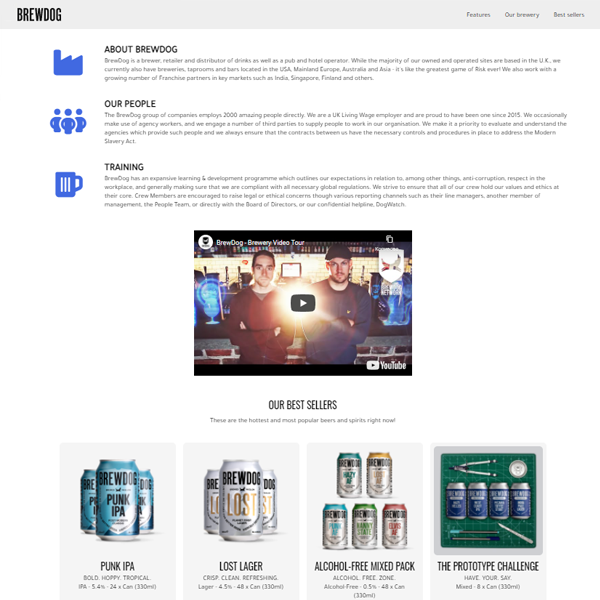 BREWDOG
Features Our brewery Best sellers
ABOUT BREWDOG
BrewDog is a brewer, retailer and distributor of drinks as well as a pub and hotel operator. While the majority of our owned and operated sites are based in the U.K., we
currently also have breweries, taprooms and bars located in the USA, Mainland Europe, Australia and Asia - it's like the greatest game of Risk ever! We also work with a
growing number of Franchise partners in key markets such as India, Singapore, Finland and others.
OUR PEOPLE
The BrewDog group of companies employs 2000 amazing people directly. We are a UK Living Wage employer and are proud to have been one since 2015. We occasionally
make use of agency workers, and we engage a number of third parties to supply people to work in our organisation. We make it a priority to evaluate and understand the
agencies which provide such people and we always ensure that the contracts between us have the necessary controls and procedures in place to address the Modern
Slavery Act.
TRAINING
BrewDog has an expensive learning & development programme which outlines our expectations in relation to, among other things, anti-corruption, respect in the
workplace, and generally making sure that we are compliant with all necessary global regulations. We strive to ensure that all of our crew hold our values and ethics at
their core. Crew Members are encouraged to raise legal or ethical concerns though various reporting channels such as their line managers, another member of
management, the People Team, or directly with the Board of Directors, or our confidential helpline, DogWatch.
BrewDog - Brewery Video Tour
YouTube
OUR BEST SELLERS
These are the hottest and most popular beers and spirits right now!
BREWDOG
PUNK
IPA
BREWDOG
LOST
HAZY
AF
PUNK
AF
NANNY
STATE
ELVIS
AF
PUNK IPA
BOLD. HOPPY. TROPICAL.
IPA - 5.4% - 24 x Can (330ml)
LOST LAGER
CRISP. CLEAN. REFRESHING.
Lager - 4.5% - 48 x Can (330ml)
ALCOHOL-FREE MIXED PACK
ALCOHOL. FREE. ZONE.
Alcohol-Free - 0.5% - 48 x Can
(330ml)
THE PROTOTYPE CHALLENGE
HAVE. YOUR. SAY.
Mixed - 8 x Can (330ml)